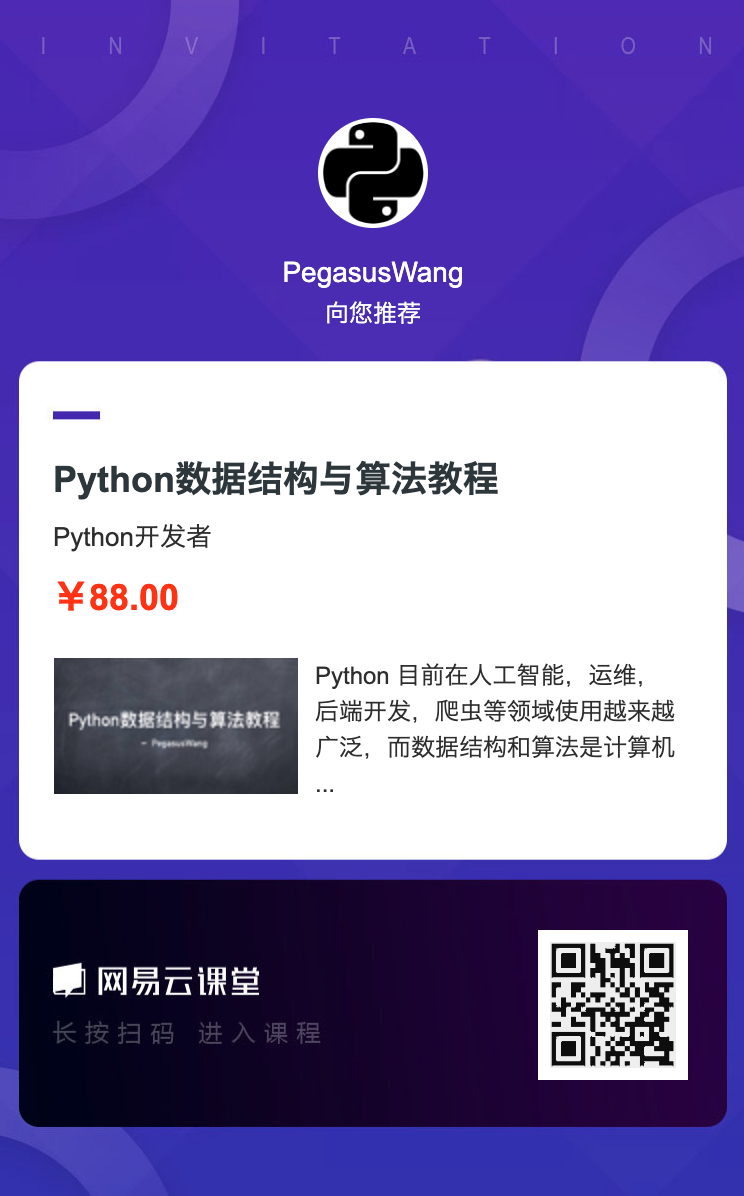 INVITATION
PegasusWang
向您推荐
Python数据结构与算法教程
Python开发者
￥88.00
Python数据结构与算法教程
- PegasusWang
Python 目前在人工智能，运维，
后端开发，爬虫等领域使用越来越
广泛，而数据结构和算法是计算机
...
网易云课堂
长按扫码 进入课程